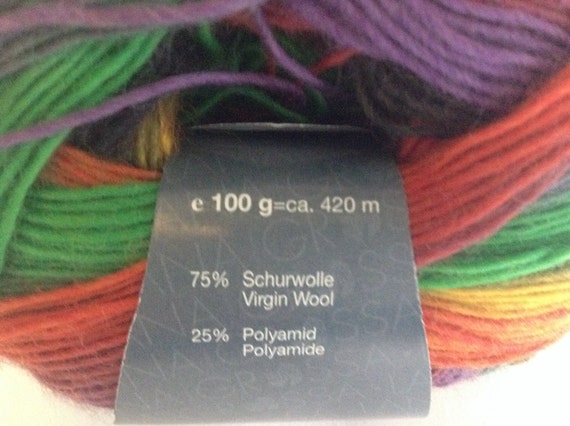 e 100 g=ca. 420 m
75% Schurwolle
Virgin Wool
25% Polyamid
Polyamide